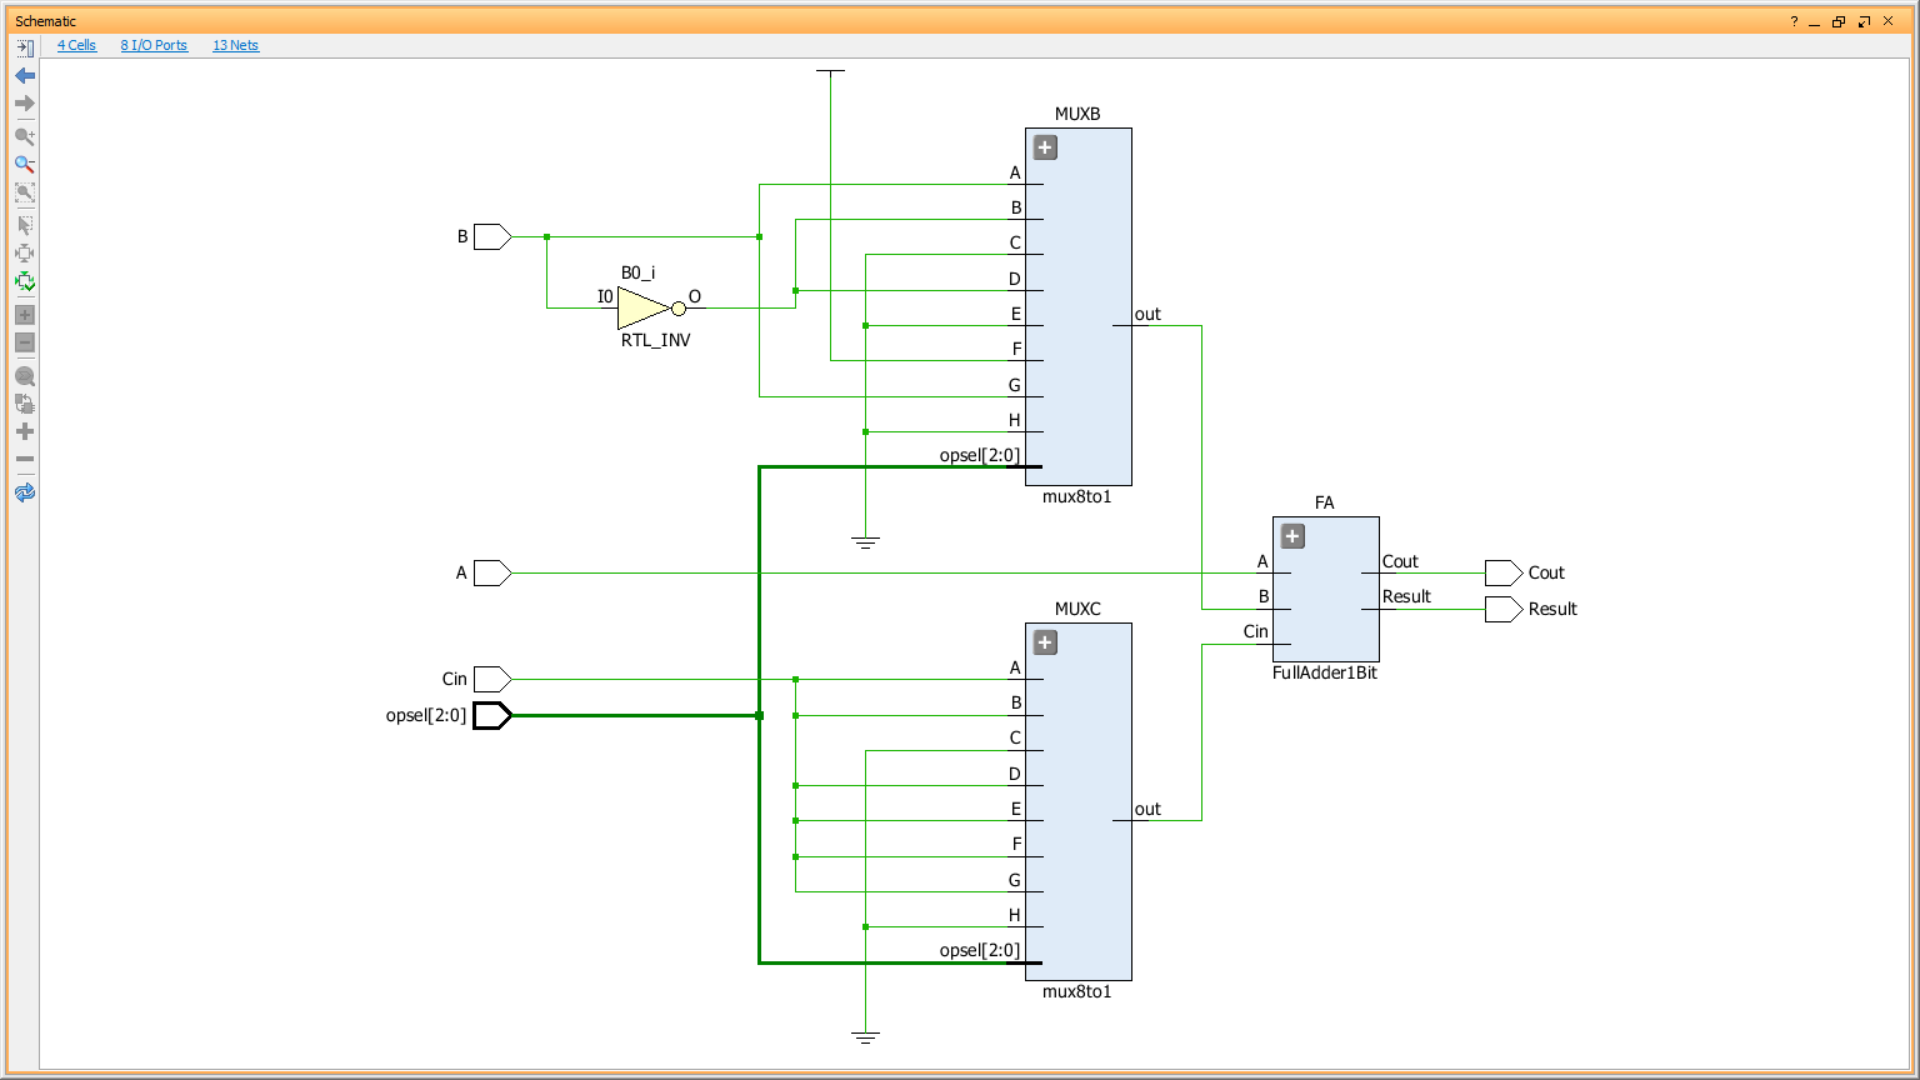 Schematic
4 Cells 8 I/O Ports 13 Nets
MUXB
A
B
C
D
E
F
G
H
opsel[2:0]
out
mux8to1
B
B0_i
I0 O
RTL_INV
A
FA
A
B
Cin
Cout
Result
FullAdder1Bit
Cout
Result
Cin
opsel[2:0]
MUXC
A
B
C
D
E
F
G
H
opsel[2:0]
out
mux8to1